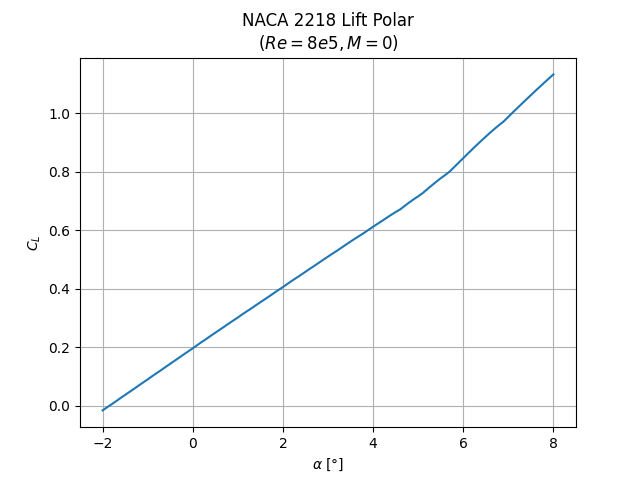 NACA 2218 Lift Polar
(Re = 8e5, M = 0)
1.0
0.8
0.6
0.4
0.2
0.0
C_L
−2 0 2 4 6 8
α [°]